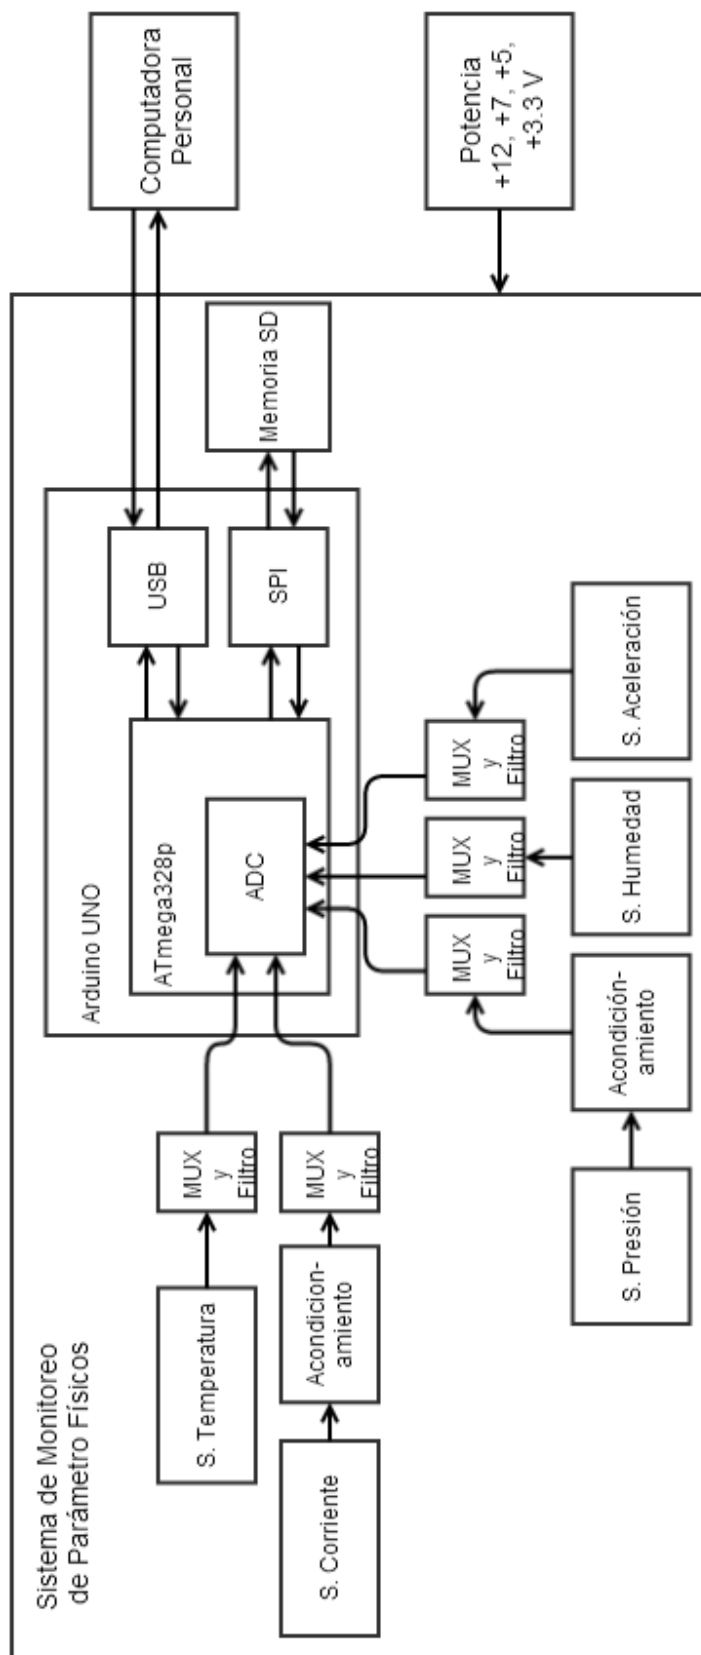 Sistema de Monitoreo
de Parámetro Físicos
Arduino UNO
ATmega328p
ADC
USB
SPI
Memoria SD
Computadora
Personal
Potencia
+12, +7, +5,
+3.3 V
S. Temperatura
MUX
y
Filtro
S. Corriente
Acondicion-
amiento
MUX
y
Filtro
S. Presión
Acondición-
amiento
MUX
y
Filtro
S. Humedad
MUX
y
Filtro
S. Aceleración
MUX
y
Filtro